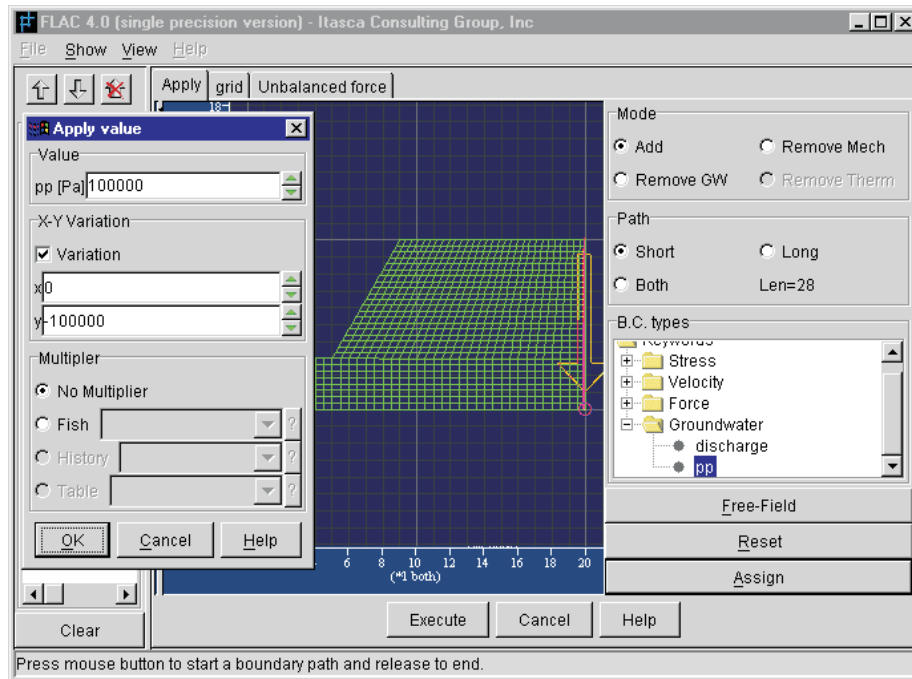 FLAC 4.0 (single precision version) - Itasca Consulting Group, Inc
File Show View Help
Apply grid Unbalanced force
18
Apply value
Value
pp [Pa] 100000
X-Y Variation
Variation
x 0
y -100000
Multipler
No Multiplier
Fish ?
History ?
Table ?
OK Cancel Help
Clear
6 8 10 12 14 16 18 20
(*1 both)
Mode
Add Remove Mech
Remove GW Remove Therm
Path
Short Long
Both Len=28
B.C. types
Keywords
Stress
Velocity
Force
Groundwater
discharge
pp
Free-Field
Reset
Assign
Execute Cancel Help
Press mouse button to start a boundary path and release to end.